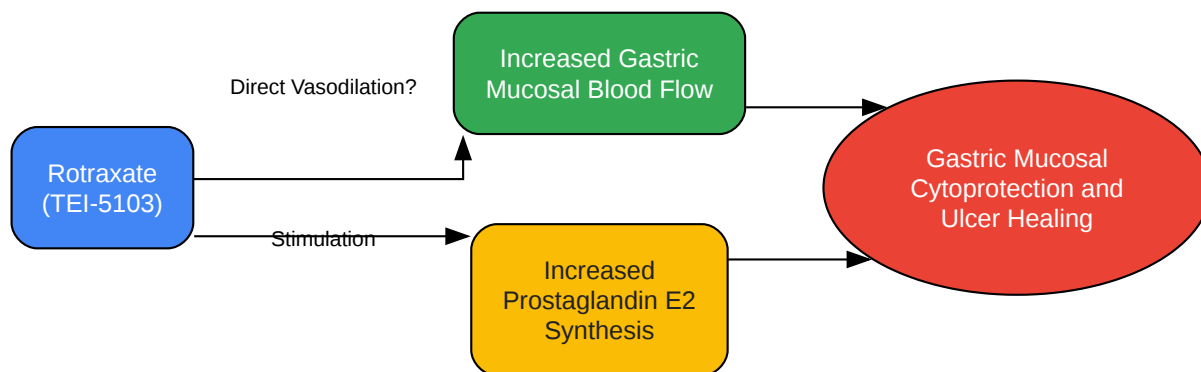 Rotraxate
(TEI-5103)
Direct Vasodilation?
Stimulation
Increased Gastric
Mucosal Blood Flow
Increased
Prostaglandin E2
Synthesis
Gastric Mucosal
Cytoprotection and
Ulcer Healing